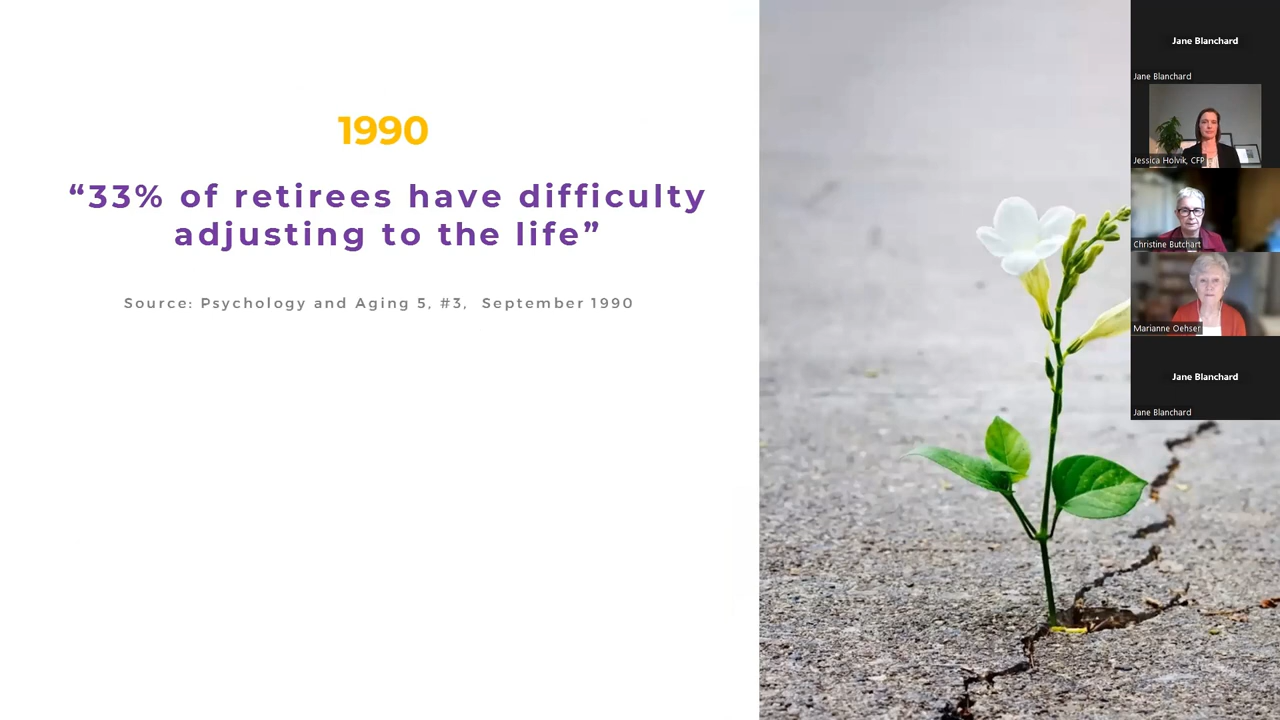 1990
“33% of retirees have difficulty
adjusting to the life”
Source: Psychology and Aging 5, #3, September 1990
Jane Blanchard
Jane Blanchard
Jessica Holvik, CFP
Christine Butchart
Marianne Oehser
Jane Blanchard
Jane Blanchard